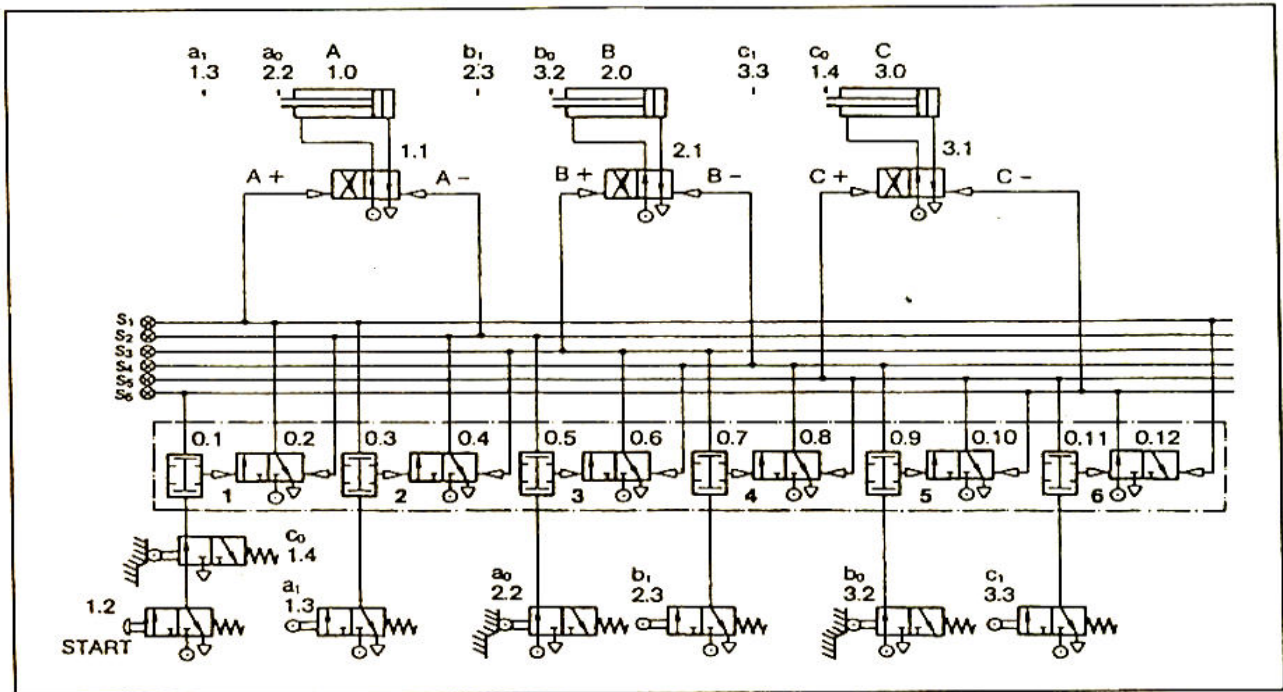 a₁ a₀ A b₁ b₀ B c₁ c₀ C
1.3 2.2 1.0 2.3 3.2 2.0 3.3 1.4 3.0
1.1 2.1 3.1
A+ A- B+ B- C+ C-
S₁
S₂
S₃
S₄
S₅
S₆
0.1 0.2 0.3 0.4 0.5 0.6 0.7 0.8 0.9 0.10 0.11 0.12
1 2 3 4 5 6
c₀
1.4
a₁ a₀ b₁ b₀ c₁
1.2 1.3 2.2 2.3 3.2 3.3
START